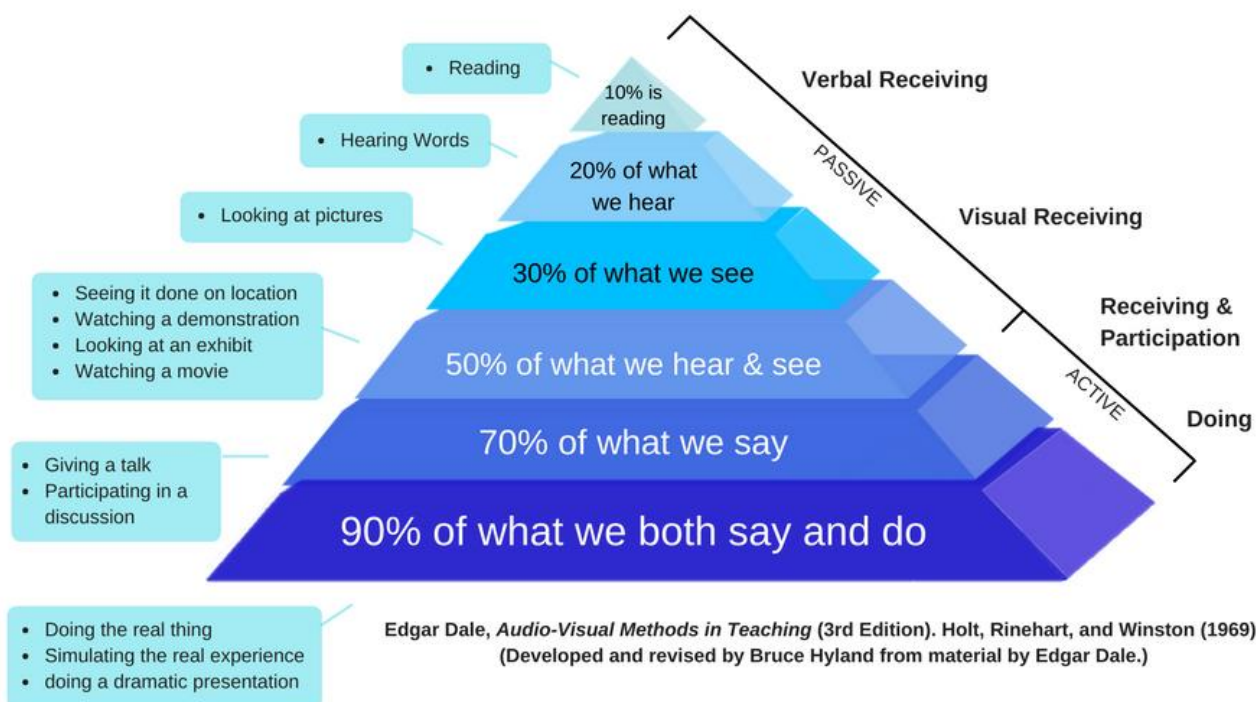 • Reading
10% is
reading
Verbal Receiving
• Hearing Words
20% of what
we hear
PASSIVE
• Looking at pictures
30% of what we see
Visual Receiving
• Seeing it done on location
• Watching a demonstration
• Looking at an exhibit
• Watching a movie
50% of what we hear & see
Receiving &
Participation
ACTIVE
• Giving a talk
• Participating in a
discussion
70% of what we say
Doing
90% of what we both say and do
• Doing the real thing
• Simulating the real experience
• doing a dramatic presentation
Edgar Dale, Audio-Visual Methods in Teaching (3rd Edition). Holt, Rinehart, and Winston (1969)
(Developed and revised by Bruce Hyland from material by Edgar Dale.)